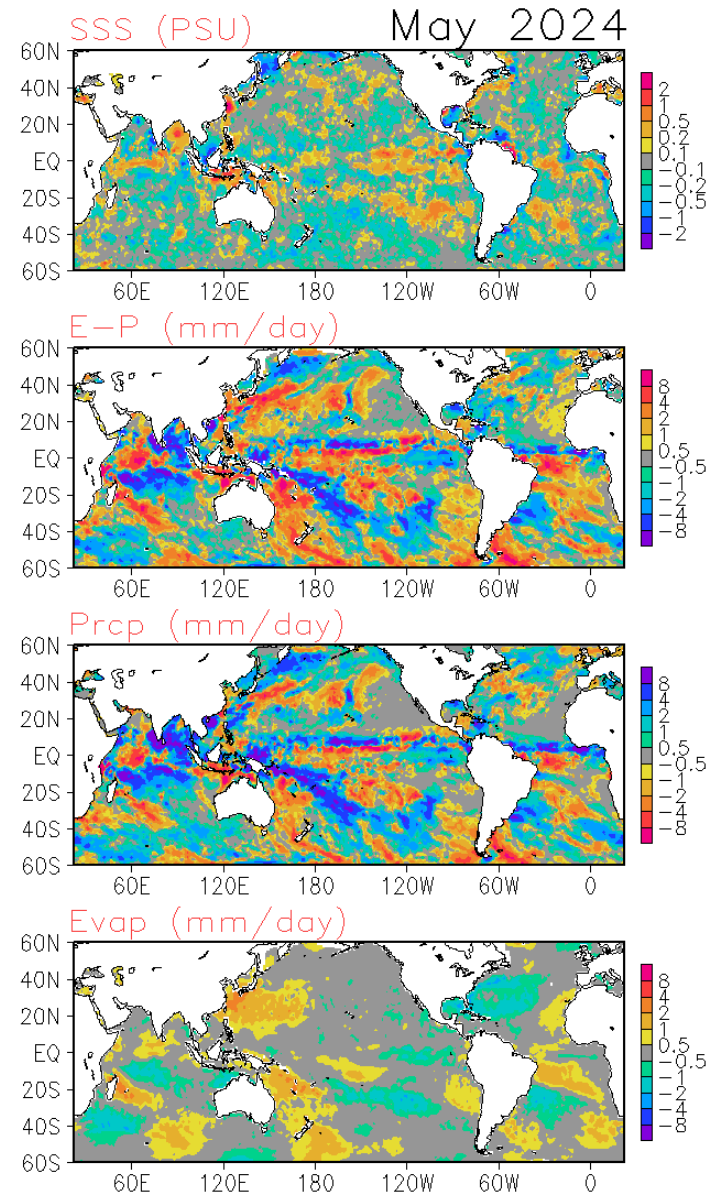 SSS (PSU) May 2024
60N
40N
20N
EQ
20S
40S
60S
60E 120E 180 120W 60W 0
2
1
0.5
0.2
0.1
-0.1
-0.2
-0.5
-1
-2
E-P (mm/day)
60N
40N
20N
EQ
20S
40S
60S
60E 120E 180 120W 60W 0
8
4
2
1
0.5
-0.5
-1
-2
-4
-8
Prcp (mm/day)
60N
40N
20N
EQ
20S
40S
60S
60E 120E 180 120W 60W 0
8
4
2
1
0.5
-0.5
-1
-2
-4
-8
Evap (mm/day)
60N
40N
20N
EQ
20S
40S
60S
60E 120E 180 120W 60W 0
8
4
2
1
0.5
-0.5
-1
-2
-4
-8